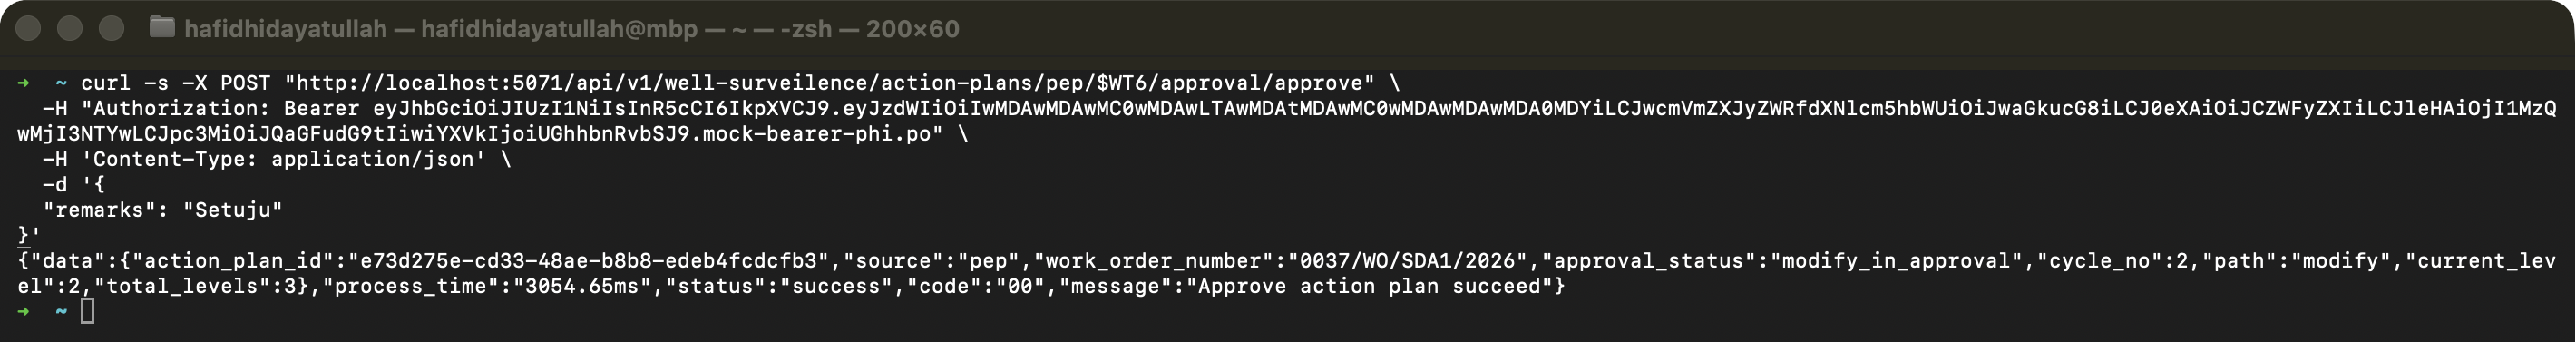 hafidhidayatullah — hafidhidayatullah@mbp — ~ — -zsh — 200×60
➜  ~ curl -s -X POST "http://localhost:5071/api/v1/well-surveilence/action-plans/pep/$WT6/approval/approve" \
  -H "Authorization: Bearer eyJhbGciOiJIUzI1NiIsInR5cCI6IkpXVCJ9.eyJzdWIiOiIwMDAwMDAwMC0wMDAwLTAwMDAtMDAwMC0wMDAwMDAwMDA0MDYiLCJwcmVmZXJyZWRfdXNlcm5hbWUiOiJwaGkucG8iLCJ0eXAiOiJCZWFyZXIiLCJleHAiOjI1MzQ
wMjI3NTYwLCJpc3MiOiJQaGFudG9tIiwiYXVkIjoiUGhhbnRvbSJ9.mock-bearer-phi.po" \
  -H 'Content-Type: application/json' \
  -d '{
  "remarks": "Setuju"
}'
{"data":{"action_plan_id":"e73d275e-cd33-48ae-b8b8-edeb4fcdcfb3","source":"pep","work_order_number":"0037/WO/SDA1/2026","approval_status":"modify_in_approval","cycle_no":2,"path":"modify","current_lev
el":2,"total_levels":3},"process_time":"3054.65ms","status":"success","code":"00","message":"Approve action plan succeed"}
➜  ~